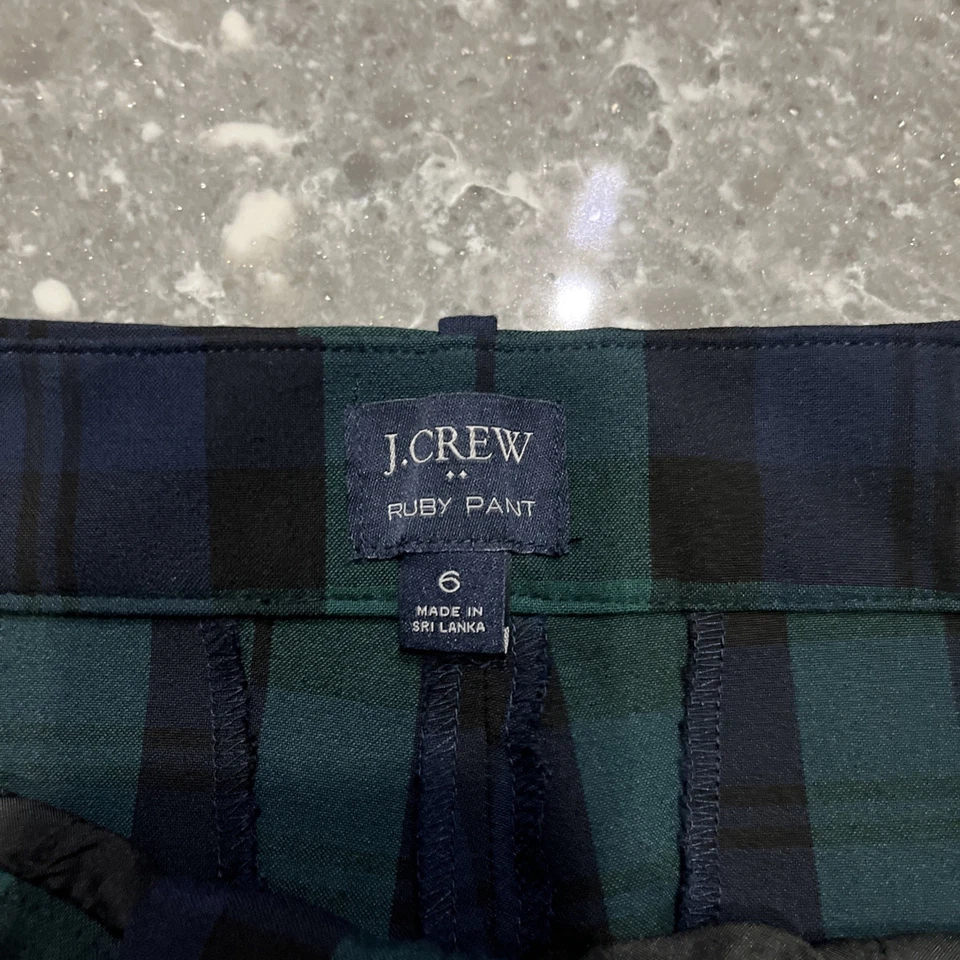 J.CREW
RUBY PANT
6
MADE IN
SRI LANKA